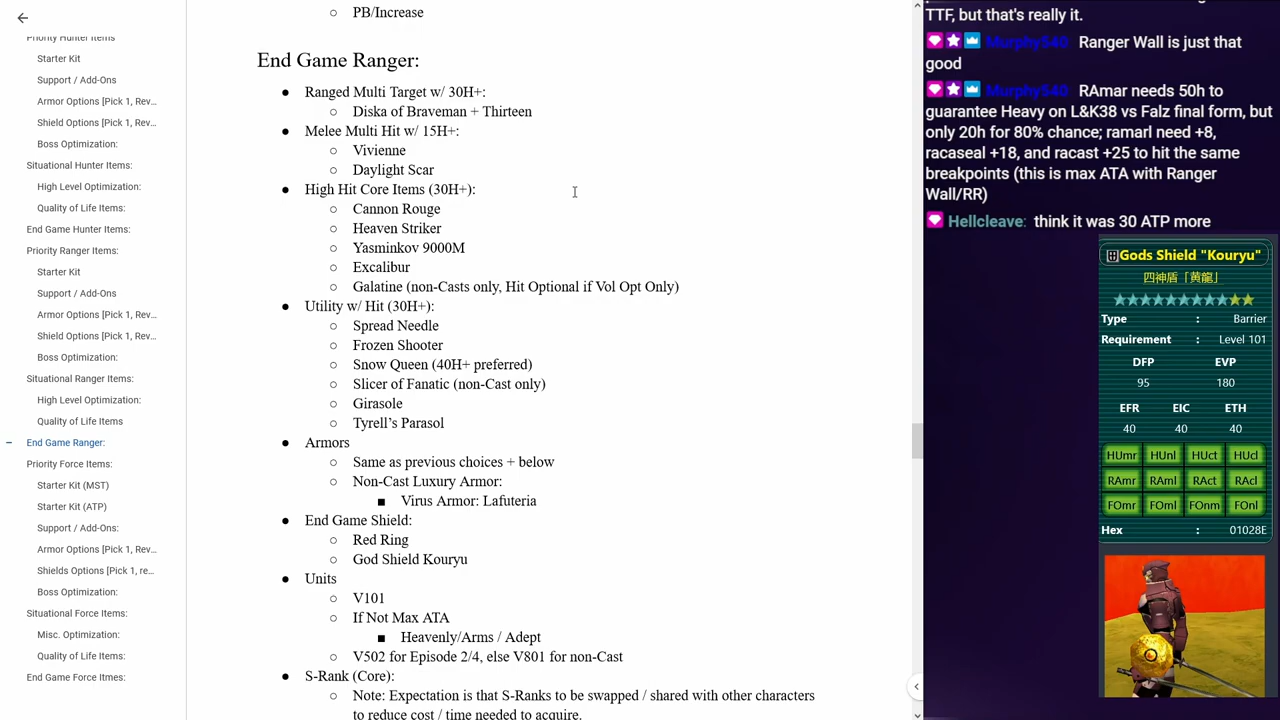 Priority Hunter Items
Starter Kit
Support / Add-Ons
Armor Options [Pick 1, Rev...
Shield Options [Pick 1, Rev...
Boss Optimization:
Situational Hunter Items:
High Level Optimization:
Quality of Life Items:
End Game Hunter Items:
Priority Ranger Items:
Starter Kit
Support / Add-Ons
Armor Options [Pick 1, Rev...
Shield Options [Pick 1, Rev...
Boss Optimization:
Situational Ranger Items:
High Level Optimization:
Quality of Life Items
End Game Ranger:
Priority Force Items:
Starter Kit (MST)
Starter Kit (ATP)
Support / Add-Ons:
Armor Options [Pick 1, Rev...
Shields Options [Pick 1, re...
Boss Optimization:
Situational Force Items:
Misc. Optimization:
Quality of Life Items:
End Game Force Itmes:
PB/Increase
End Game Ranger:
Ranged Multi Target w/ 30H+:
Diska of Braveman + Thirteen
Melee Multi Hit w/ 15H+:
Vivienne
Daylight Scar
High Hit Core Items (30H+):
Cannon Rouge
Heaven Striker
Yasminkov 9000M
Excalibur
Galatine (non-Casts only, Hit Optional if Vol Opt Only)
Utility w/ Hit (30H+):
Spread Needle
Frozen Shooter
Snow Queen (40H+ preferred)
Slicer of Fanatic (non-Cast only)
Girasole
Tyrell's Parasol
Armors
Same as previous choices + below
Non-Cast Luxury Armor:
Virus Armor: Lafuteria
End Game Shield:
Red Ring
God Shield Kouryu
Units
V101
If Not Max ATA
Heavenly/Arms / Adept
V502 for Episode 2/4, else V801 for non-Cast
S-Rank (Core):
Note: Expectation is that S-Ranks to be swapped / shared with other characters
to reduce cost / time needed to acquire.
TTF, but that's really it.
Murphy540 Ranger Wall is just that
good
Murphy540 RAmar needs 50h to
guarantee Heavy on L&K38 vs Falz final form, but
only 20h for 80% chance; ramarl need +8,
racaseal +18, and racast +25 to hit the same
breakpoints (this is max ATA with Ranger
Wall/RR)
Hellcleave: think it was 30 ATP more
Gods Shield "Kouryu"
四神盾「黄龍」
Type : Barrier
Requirement : Level 101
DFP EVP
95 180
EFR EIC ETH
40 40 40
HUmr HUnl HUct HUcl
RAmr RAml RAct RAcl
FOmr FOml FOnm FOnl
Hex : 01028E